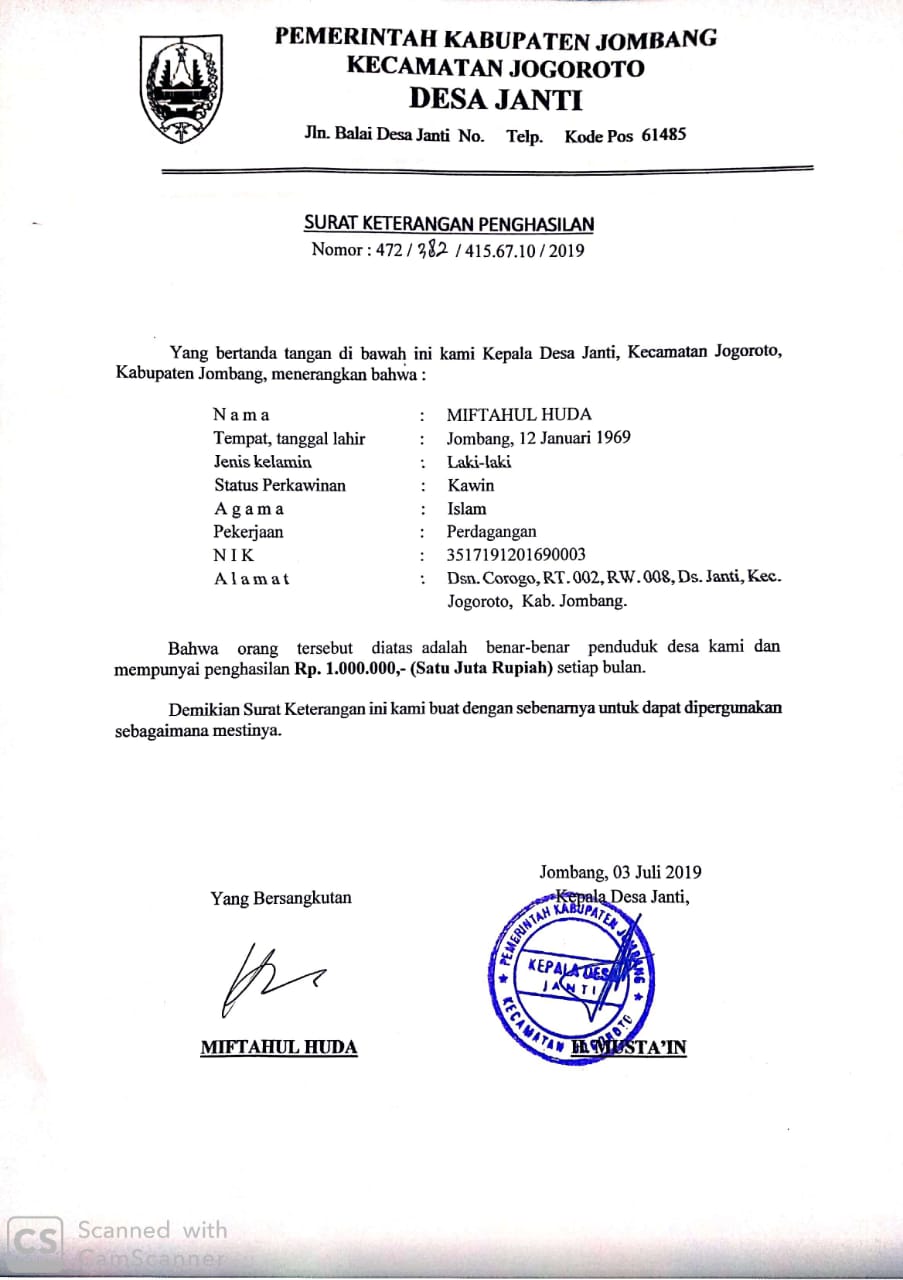 PEMERINTAH KABUPATEN JOMBANG
KECAMATAN JOGOROTO
DESA JANTI
Jln. Balai Desa Janti No. Telp. Kode Pos 61485
SURAT KETERANGAN PENGHASILAN
Nomor : 472 / 382 / 415.67.10 / 2019
Yang bertanda tangan di bawah ini kami Kepala Desa Janti, Kecamatan Jogoroto,
Kabupaten Jombang, menerangkan bahwa :
N a m a : MIFTAHUL HUDA
Tempat, tanggal lahir : Jombang, 12 Januari 1969
Jenis kelamin : Laki-laki
Status Perkawinan : Kawin
A g a m a : Islam
Pekerjaan : Perdagangan
N I K : 3517191201690003
A l a m a t : Dsn. Corogo, RT. 002, RW. 008, Ds. Janti, Kec.
Jogoroto, Kab. Jombang.
Bahwa orang tersebut diatas adalah benar-benar penduduk desa kami dan
mempunyai penghasilan Rp. 1.000.000,- (Satu Juta Rupiah) setiap bulan.
Demikian Surat Keterangan ini kami buat dengan sebenarnya untuk dapat dipergunakan
sebagaimana mestinya.
Jombang, 03 Juli 2019
Yang Bersangkutan
Kepala Desa Janti,
PEMERINTAH KABUPATEN JOMBANG
KEPALA DESA
JANTI
KECAMATAN JOGOROTO
MIFTAHUL HUDA
H. MUSTA'IN
CS Scanned with
CamScanner